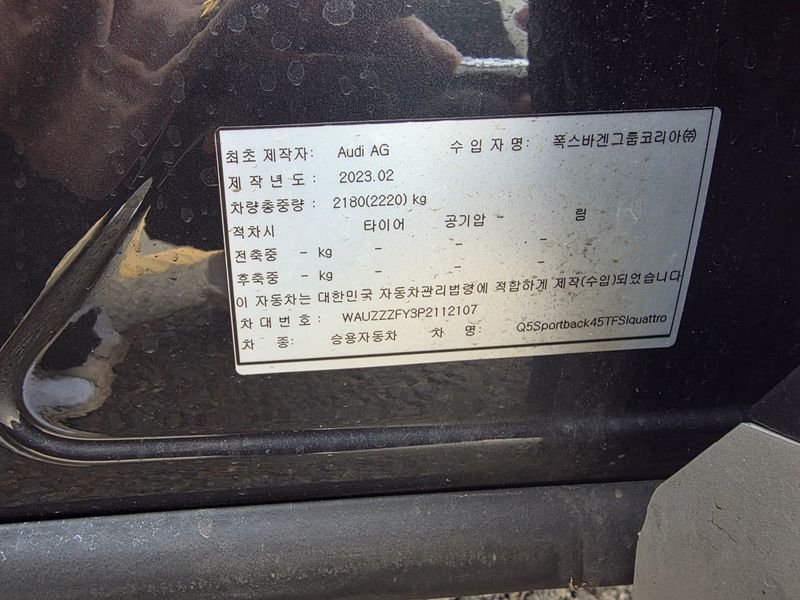 최초 제작자: Audi AG 수 입 자 명: 폭스바겐그룹코리아㈜
제 작 년 도 : 2023.02
차량총중량 : 2180(2220) kg
적차시 타이어 공기압 림
전축중 - kg - - -
후축중 - kg - - -
이 자동차는 대한민국 자동차관리법령에 적합하게 제작(수입)되었습니다
차 대 번 호 : WAUZZZFY3P2112107
차 종: 승용자동차 차 명: Q5Sportback45TFSIquattro